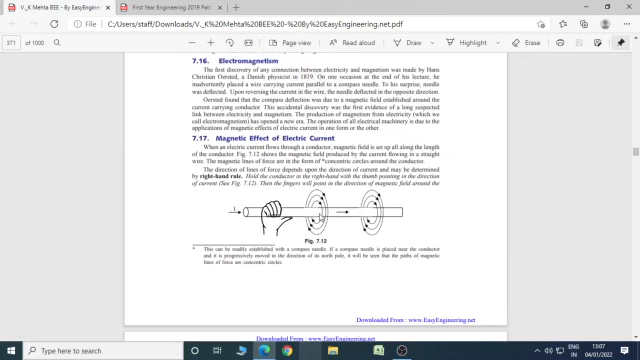 V._K Mehta BEE - - By EasyEngin
First Year Engineering 2019 Pat
C:/Users/staff/Downloads/V._K%20Mehta%20BEE%20-%20-%20By%20EasyEngineering.net.pdf
371 of 1000
Page view
Read aloud
Draw
Highlight
Erase
7.16. Electromagnetism
The first discovery of any connection between electricity and magnetism was made by Hans
Christian Oersted, a Danish physicist in 1819. On one occasion at the end of his lecture, he
inadvertently placed a wire carrying current parallel to a compass needle. To his surprise, needle
was deflected. Upon reversing the current in the wire, the needle deflected in the opposite direction.
Oersted found that the compass deflection was due to a magnetic field established around the
current carrying conductor. This accidental discovery was the first evidence of a long suspected
link between electricity and magnetism. The production of magnetism from electricity (which we
call electromagnetism) has opened a new era. The operation of all electrical machinery is due to the
applications of magnetic effects of electric current in one form or the other.
7.17. Magnetic Effect of Electric Current
When an electric current flows through a conductor, magnetic field is set up all along the length
of the conductor. Fig. 7.12 shows the magnetic field produced by the current flowing in a straight
wire. The magnetic lines of force are in the form of *concentric circles around the conductor.
The direction of lines of force depends upon the direction of current and may be determined
by right-hand rule. Hold the conductor in the right-hand with the thumb pointing in the direction
of current (see Fig. 7.12). Then the fingers will point in the direction of magnetic field around the
I
Fig. 7.12
* This can be readily established with a compass needle. If a compass needle is placed near the conductor
and it is progressively moved in the direction of its north pole, it will be seen that the paths of magnetic
lines of force are concentric circles.
Downloaded From : www.EasyEngineering.net
Downloaded From : www.EasyEngineering.net
Type here to search
ENG
IN
13:07
04/01/2022